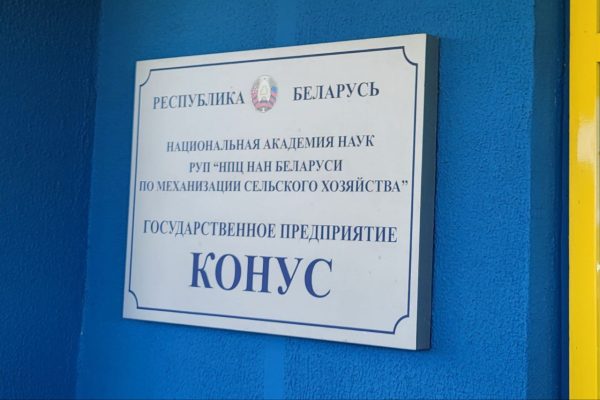 РЕСПУБЛИКА БЕЛАРУСЬ
НАЦИОНАЛЬНАЯ АКАДЕМИЯ НАУК
РУП “НПЦ НАН БЕЛАРУСИ
ПО МЕХАНИЗАЦИИ СЕЛЬСКОГО ХОЗЯЙСТВА”
ГОСУДАРСТВЕННОЕ ПРЕДПРИЯТИЕ
КОНУС